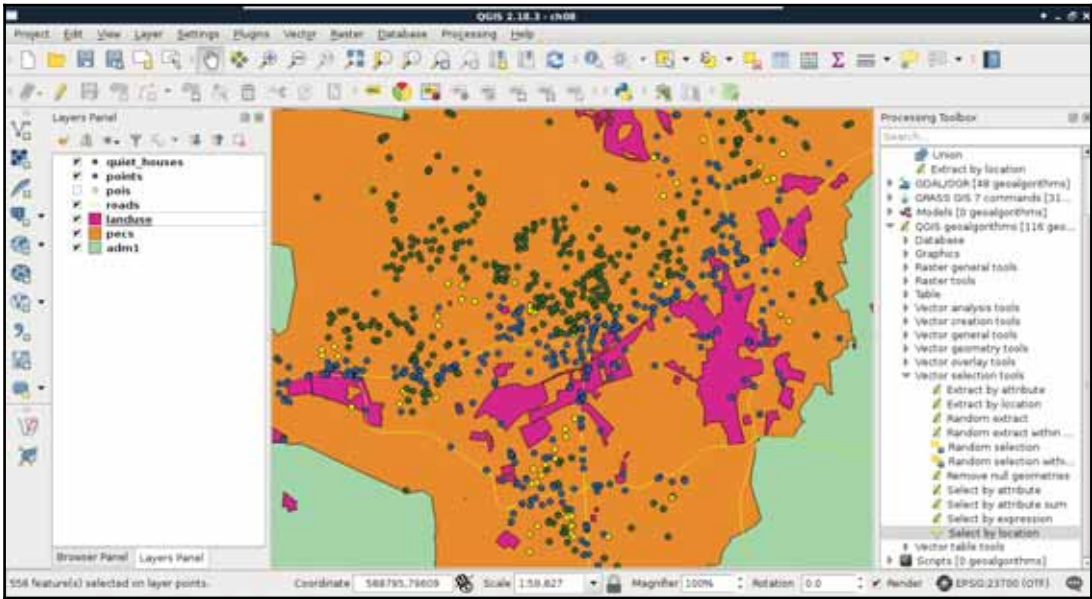 QGIS 2.18.3 - ch08
Project Edit View Layer Settings Plugins Vector Raster Database Processing Help
Layers Panel
quiet_houses
points
pois
roads
landuse
pecs
adm1
Browser Panel Layers Panel
Processing Toolbox
Search...
Union
Extract by location
GDAL/OGR [48 geoalgorithms]
GRASS GIS 7 commands [31...
Models [0 geoalgorithms]
QGIS geoalgorithms [116 geo...
Database
Graphics
Raster general tools
Raster tools
Table
Vector analysis tools
Vector creation tools
Vector general tools
Vector geometry tools
Vector overlay tools
Vector selection tools
Extract by attribute
Extract by location
Random extract
Random extract within ...
Random selection
Random selection withi...
Remove null geometries
Select by attribute
Select by attribute sum
Select by expression
Select by location
Vector table tools
Scripts [0 geoalgorithms]
558 feature(s) selected on layer points. Coordinate 588795,79809 Scale 1:59,627 Magnifier 100% Rotation 0.0 Render EPSG:23700 (OTF)